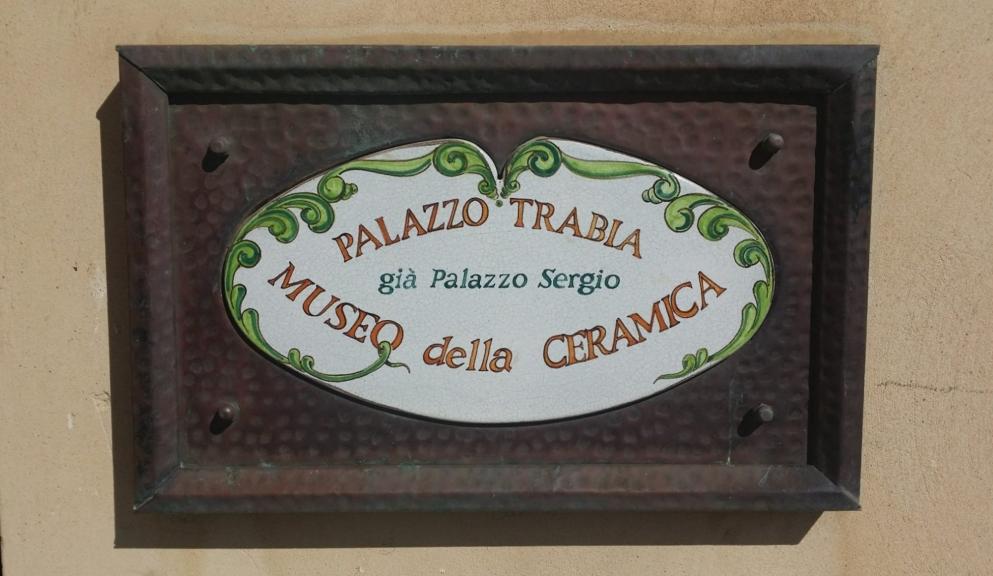 PALAZZO TRABIA
già Palazzo Sergio
MUSEO della CERAMICA